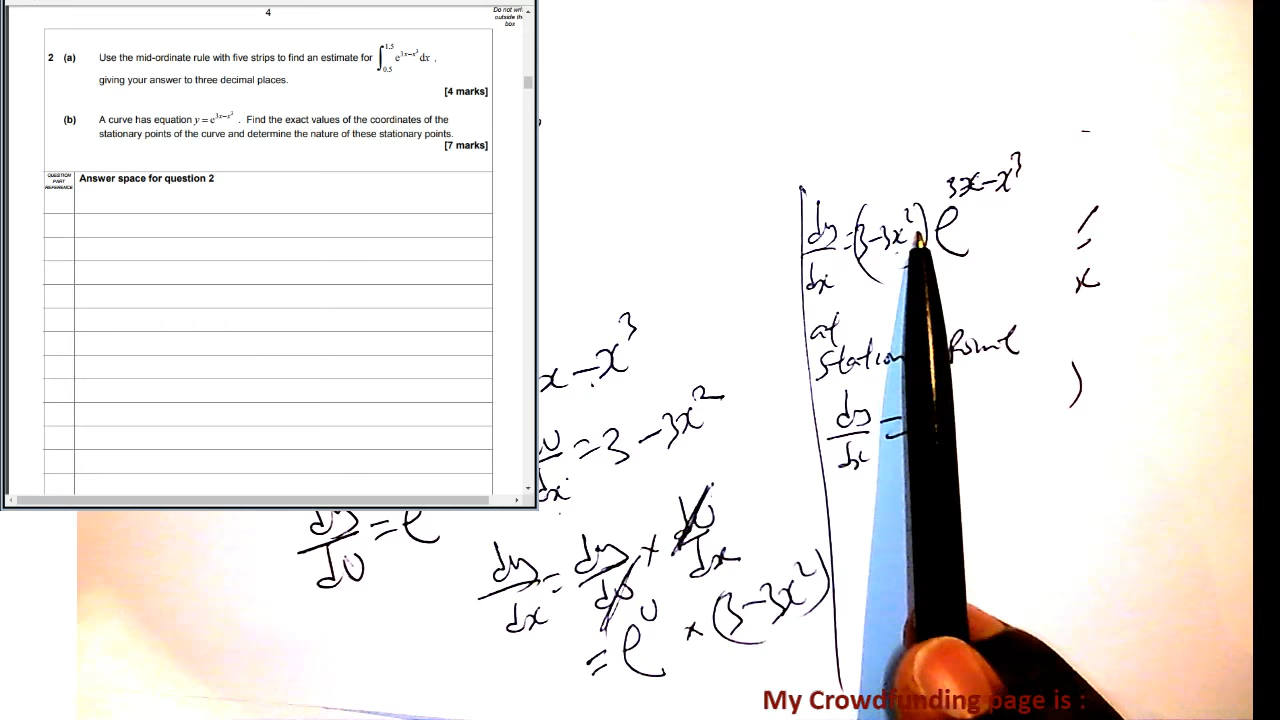 4
Do not write
outside the
box
2 (a) Use the mid-ordinate rule with five strips to find an estimate for ∫_{0.5}^{1.5} e^{3x−x³} dx ,
giving your answer to three decimal places.
[4 marks]
(b) A curve has equation y = e^{3x−x³} . Find the exact values of the coordinates of the
stationary points of the curve and determine the nature of these stationary points.
[7 marks]
QUESTION
PART
REFERENCE
Answer space for question 2
x − x³
= 3 − 3x²
dx
dy/du = e
dy/dx = dy/du × du/dx
= e^u × (3 − 3x²)
dy/dx = (3 − 3x²) e^{3x−x³}
at
Point
dy/dx =
x
)
My Crowdfunding page is :